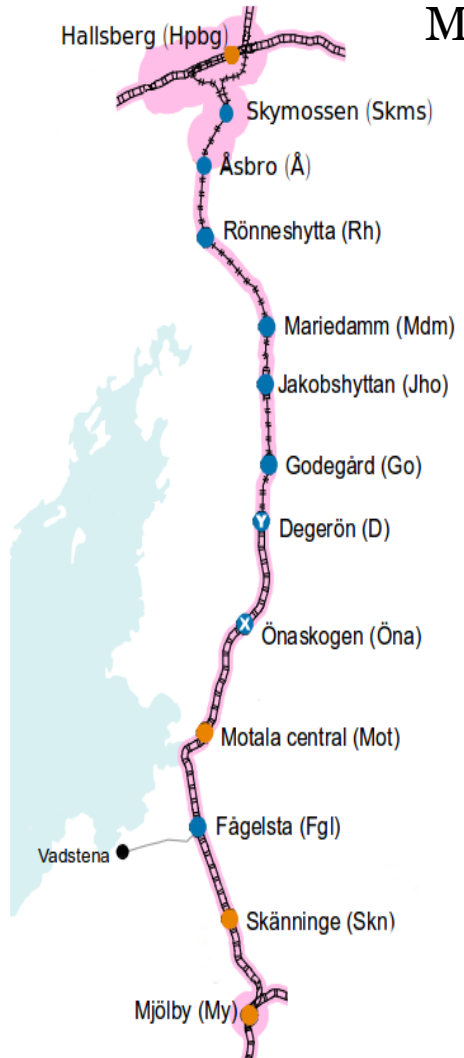 M
Hallsberg (Hpbg)
Skymossen (Skms)
Åsbro (Å)
Rönneshytta (Rh)
Mariedamm (Mdm)
Jakobshyttan (Jho)
Godegård (Go)
Y
Degerön (D)
X
Önaskogen (Öna)
Motala central (Mot)
Fågelsta (Fgl)
Vadstena
Skänninge (Skn)
Mjölby (My)